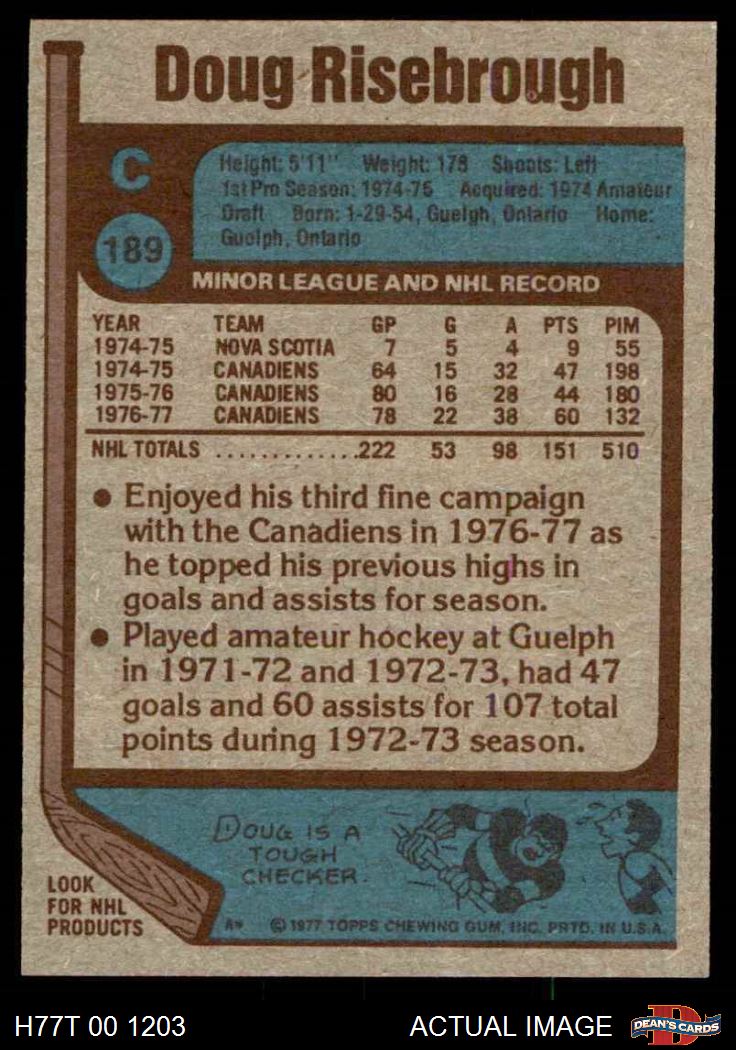 Doug Risebrough
C
189
Height: 5'11" Weight: 178 Shoots: Left
1st Pro Season: 1974-75 Acquired: 1974 Amateur
Draft Born: 1-29-54, Guelph, Ontario Home:
Guelph, Ontario
MINOR LEAGUE AND NHL RECORD
YEAR TEAM GP G A PTS PIM
1974-75 NOVA SCOTIA 7 5 4 9 55
1974-75 CANADIENS 64 15 32 47 198
1975-76 CANADIENS 80 16 28 44 180
1976-77 CANADIENS 78 22 38 60 132
NHL TOTALS .............222 53 98 151 510
● Enjoyed his third fine campaign
with the Canadiens in 1976-77 as
he topped his previous highs in
goals and assists for season.
● Played amateur hockey at Guelph
in 1971-72 and 1972-73, had 47
goals and 60 assists for 107 total
points during 1972-73 season.
DOUG IS A
TOUGH
CHECKER.
LOOK
FOR NHL
PRODUCTS
A* © 1977 TOPPS CHEWING GUM, INC. PRTD. IN U.S.A.
H77T 00 1203 ACTUAL IMAGE DEAN'S CARDS